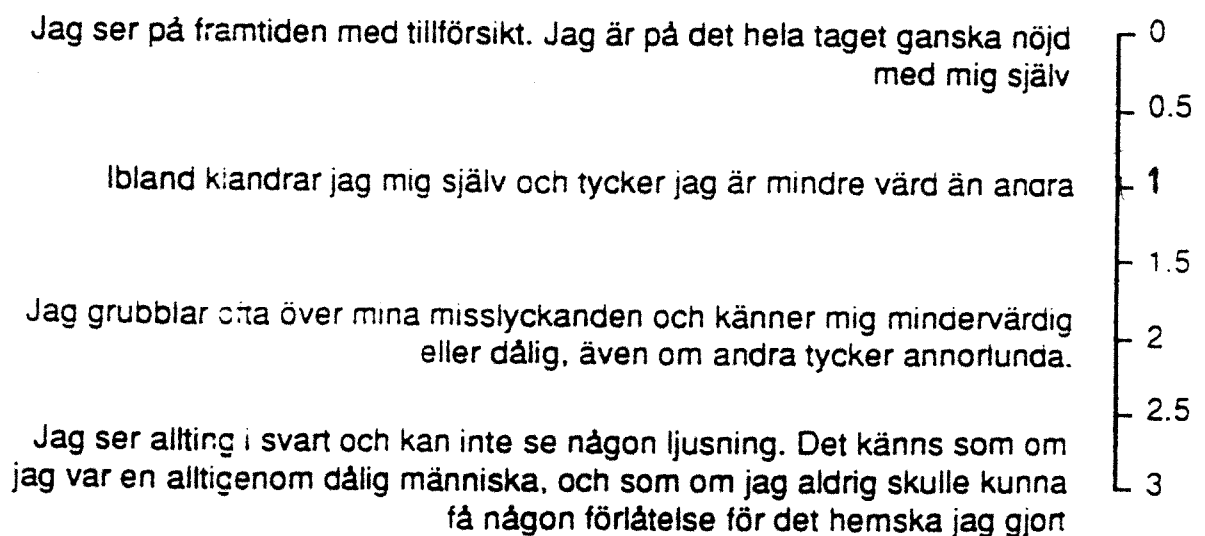 Jag ser på framtiden med tillförsikt. Jag är på det hela taget ganska nöjd
med mig själv
0
0.5
Ibland klandrar jag mig själv och tycker jag är mindre värd än andra
1
1.5
Jag grubblar ofta över mina misslyckanden och känner mig mindervärdig
eller dålig, även om andra tycker annorlunda.
2
2.5
Jag ser allting i svart och kan inte se någon ljusning. Det känns som om
jag var en alltigenom dålig människa, och som om jag aldrig skulle kunna
få någon förlåtelse för det hemska jag gjort
3